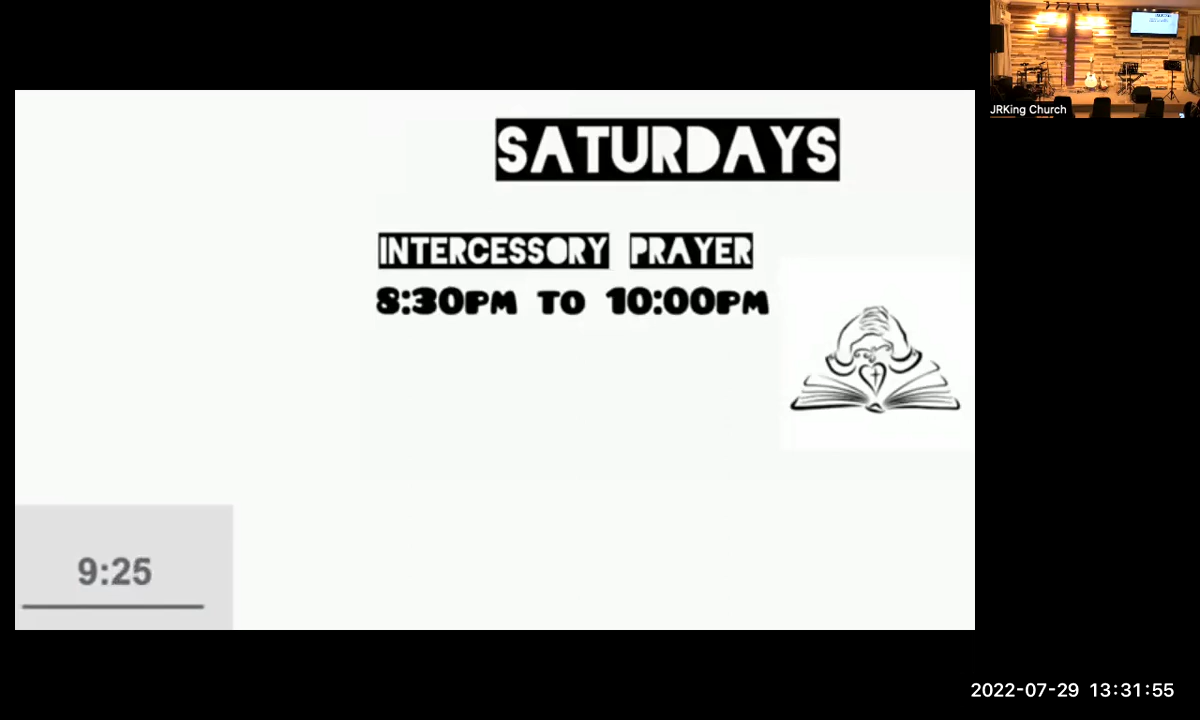 JRKing Church
SATURDAYS
INTERCESSORY PRAYER
8:30PM TO 10:00PM
9:25
2022-07-29 13:31:55